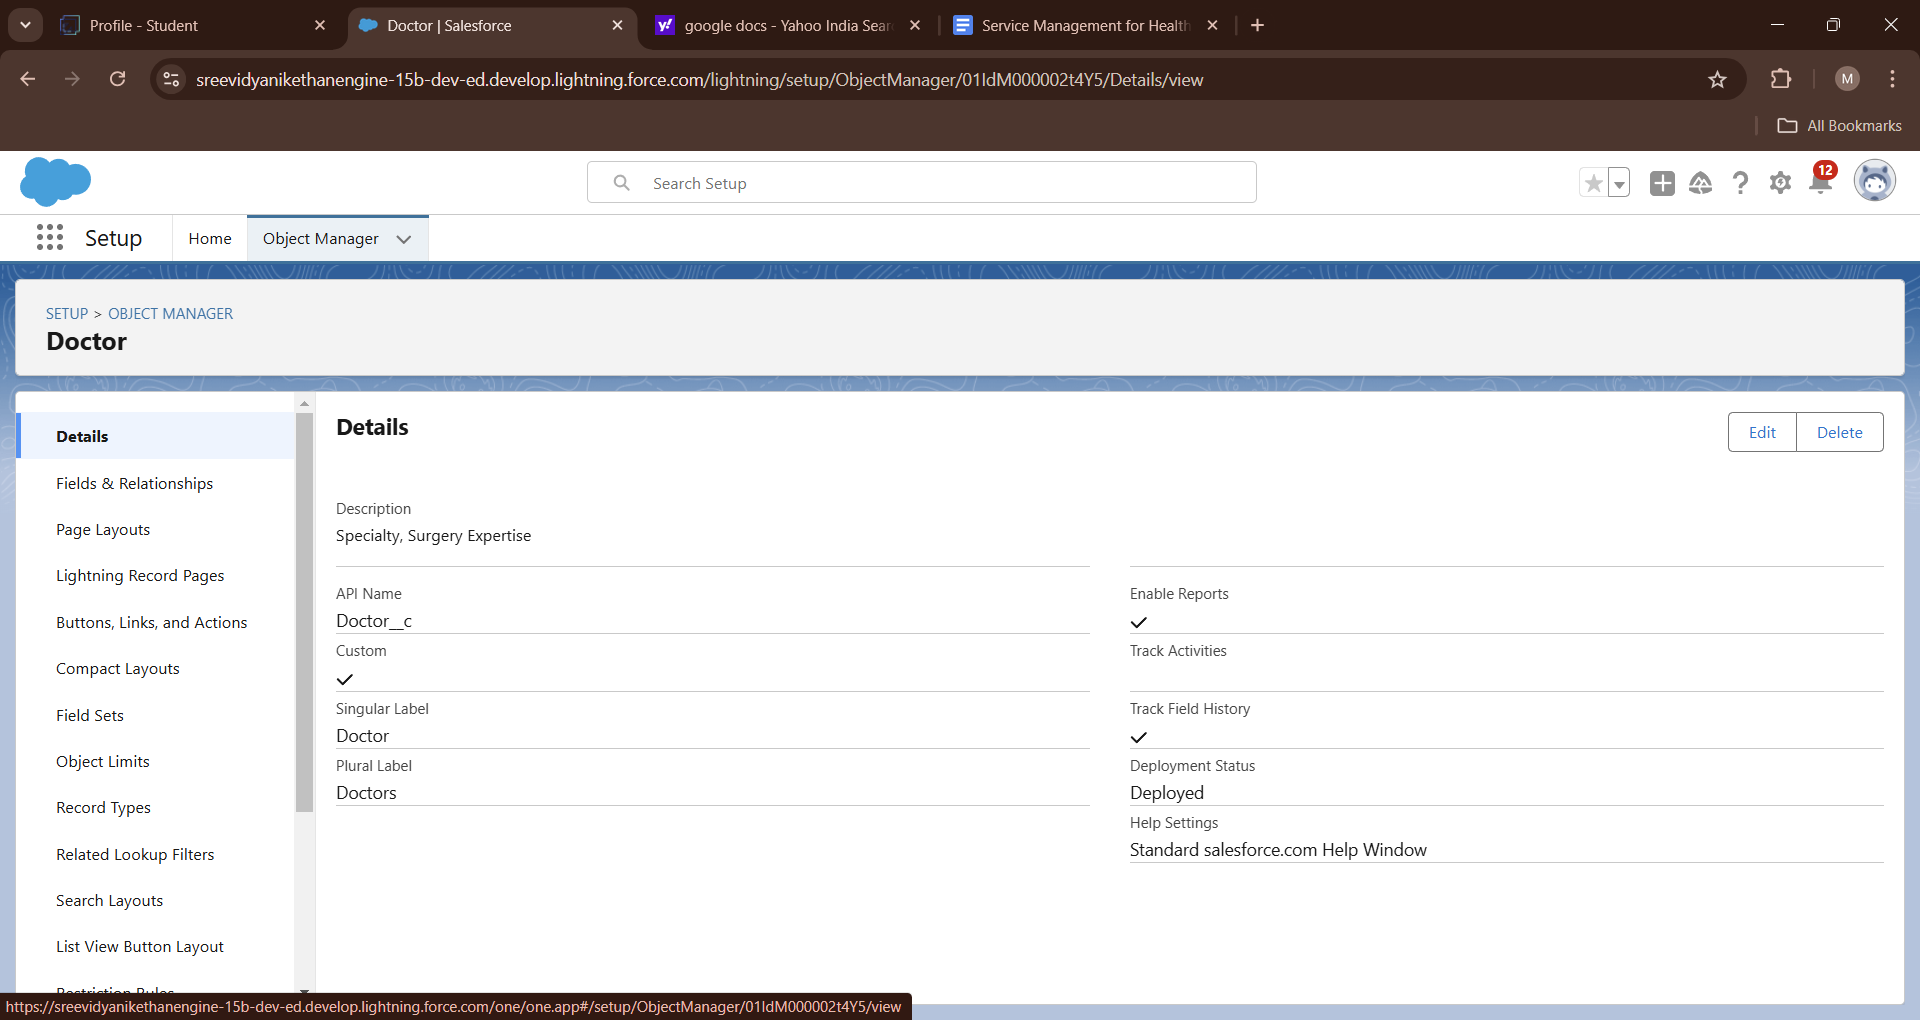 Profile - Student
Doctor | Salesforce
google docs - Yahoo India Sear
Service Management for Health
sreevidyanikethanengine-15b-dev-ed.develop.lightning.force.com/lightning/setup/ObjectManager/01IdM000002t4Y5/Details/view
M
All Bookmarks
Search Setup
12
Setup
Home
Object Manager
SETUP > OBJECT MANAGER
Doctor
Details
Fields & Relationships
Page Layouts
Lightning Record Pages
Buttons, Links, and Actions
Compact Layouts
Field Sets
Object Limits
Record Types
Related Lookup Filters
Search Layouts
List View Button Layout
Restriction Rules
Details
Edit
Delete
Description
Specialty, Surgery Expertise
API Name
Doctor__c
Custom
Singular Label
Doctor
Plural Label
Doctors
Enable Reports
Track Activities
Track Field History
Deployment Status
Deployed
Help Settings
Standard salesforce.com Help Window
https://sreevidyanikethanengine-15b-dev-ed.develop.lightning.force.com/one/one.app#/setup/ObjectManager/01IdM000002t4Y5/view